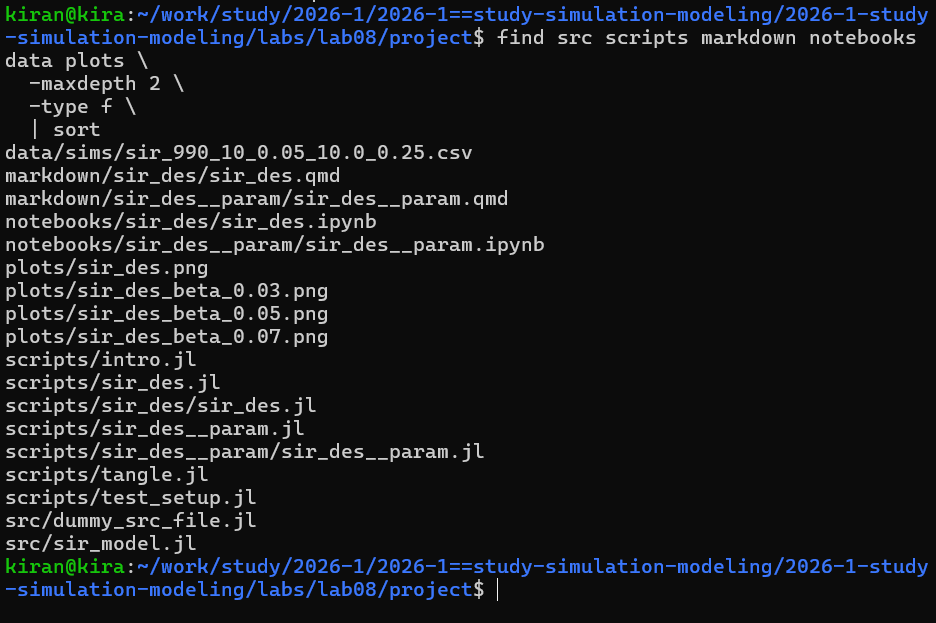 kiran@kira:~/work/study/2026-1/2026-1==study-simulation-modeling/2026-1-study
-simulation-modeling/labs/lab08/project$ find src scripts markdown notebooks
data plots \
  -maxdepth 2 \
  -type f \
  | sort
data/sims/sir_990_10_0.05_10.0_0.25.csv
markdown/sir_des/sir_des.qmd
markdown/sir_des__param/sir_des__param.qmd
notebooks/sir_des/sir_des.ipynb
notebooks/sir_des__param/sir_des__param.ipynb
plots/sir_des.png
plots/sir_des_beta_0.03.png
plots/sir_des_beta_0.05.png
plots/sir_des_beta_0.07.png
scripts/intro.jl
scripts/sir_des.jl
scripts/sir_des/sir_des.jl
scripts/sir_des__param.jl
scripts/sir_des__param/sir_des__param.jl
scripts/tangle.jl
scripts/test_setup.jl
src/dummy_src_file.jl
src/sir_model.jl
kiran@kira:~/work/study/2026-1/2026-1==study-simulation-modeling/2026-1-study
-simulation-modeling/labs/lab08/project$